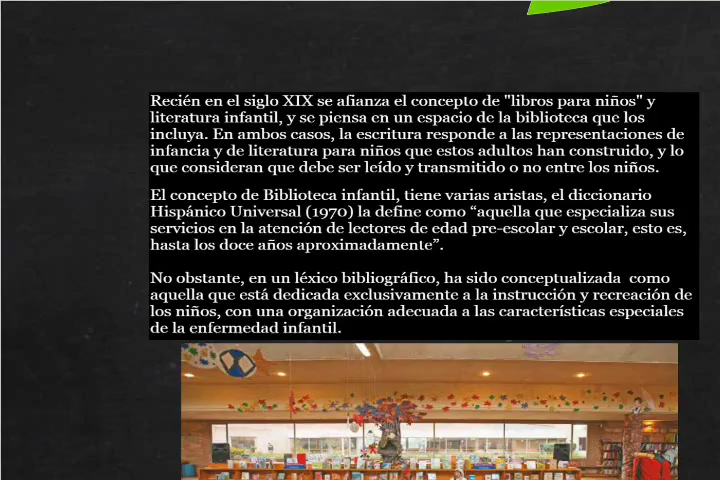 Recién en el siglo XIX se afianza el concepto de "libros para niños" y
literatura infantil, y se piensa en un espacio de la biblioteca que los
incluya. En ambos casos, la escritura responde a las representaciones de
infancia y de literatura para niños que estos adultos han construido, y lo
que consideran que debe ser leído y transmitido o no entre los niños.
El concepto de Biblioteca infantil, tiene varias aristas, el diccionario
Hispánico Universal (1970) la define como “aquella que especializa sus
servicios en la atención de lectores de edad pre-escolar y escolar, esto es,
hasta los doce años aproximadamente”.
No obstante, en un léxico bibliográfico, ha sido conceptualizada  como
aquella que está dedicada exclusivamente a la instrucción y recreación de
los niños, con una organización adecuada a las características especiales
de la enfermedad infantil.